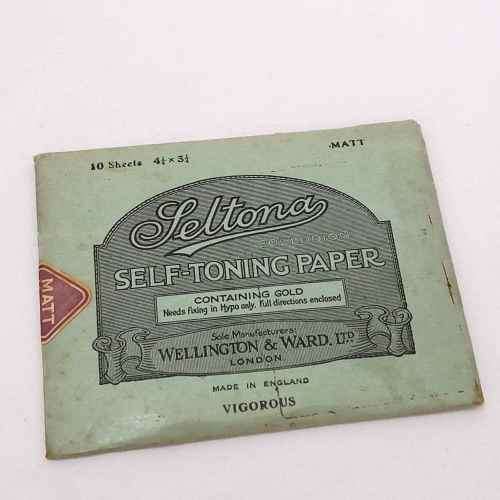 10 Sheets 4¼ × 3¼ MATT
Seltona
COLLODION
SELF-TONING PAPER
CONTAINING GOLD
Needs fixing in Hypo only. Full directions enclosed
MATT
Sole Manufacturers:
WELLINGTON & WARD. LTD
LONDON
MADE IN ENGLAND
VIGOROUS